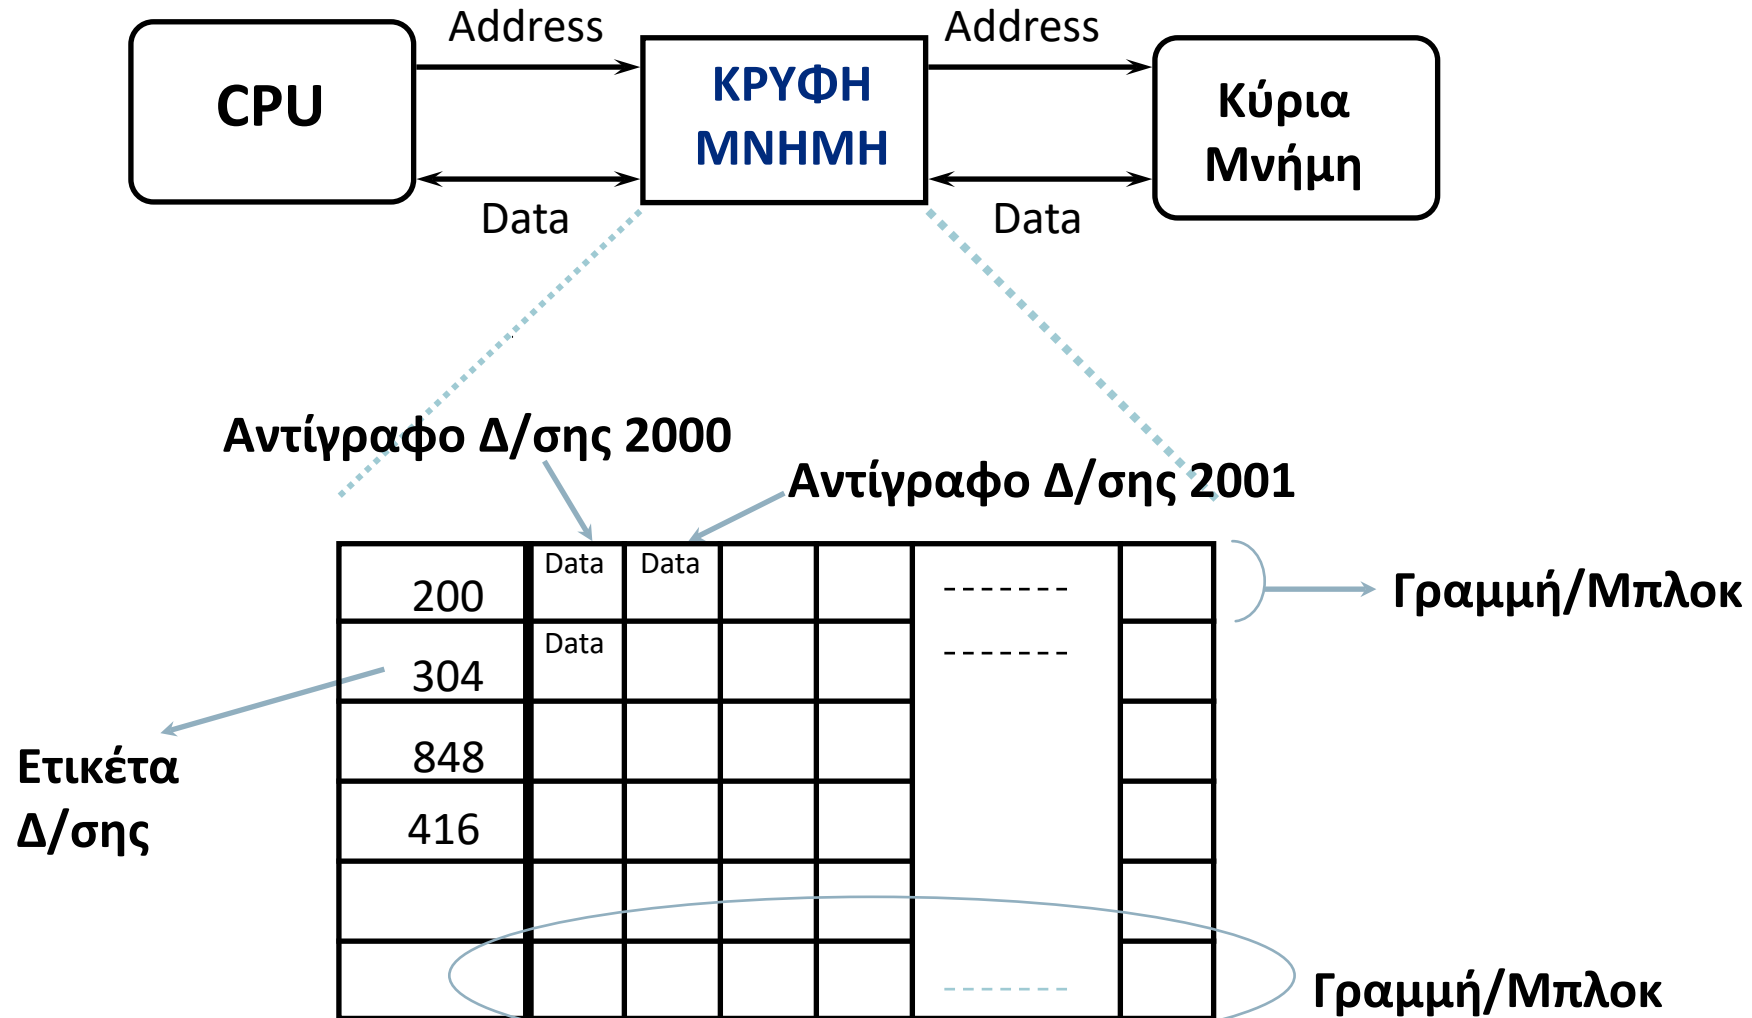 Address
Address
CPU
ΚΡΥΦΗ
ΜΝΗΜΗ
Κύρια
Μνήμη
Data
Data
Αντίγραφο Δ/σης 2000
Αντίγραφο Δ/σης 2001
Data
Data
200
-------
Γραμμή/Μπλοκ
Data
304
-------
Ετικέτα
Δ/σης
848
416
-------
Γραμμή/Μπλοκ